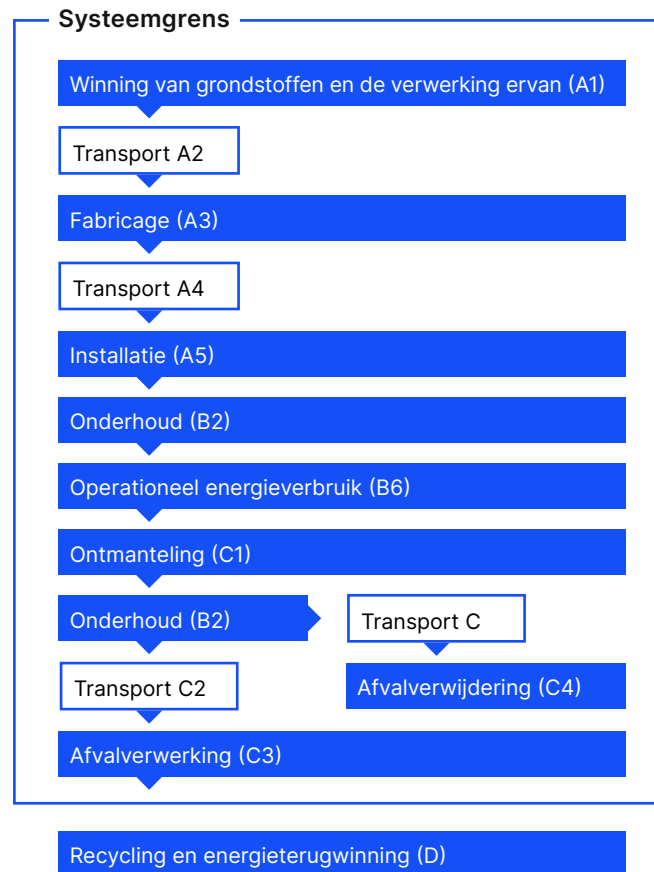 Systeemgrens
Winning van grondstoffen en de verwerking ervan (A1)
Transport A2
Fabricage (A3)
Transport A4
Installatie (A5)
Onderhoud (B2)
Operationeel energieverbruik (B6)
Ontmanteling (C1)
Onderhoud (B2)
Transport C
Transport C2
Afvalverwijdering (C4)
Afvalverwerking (C3)
Recycling en energieterugwinning (D)